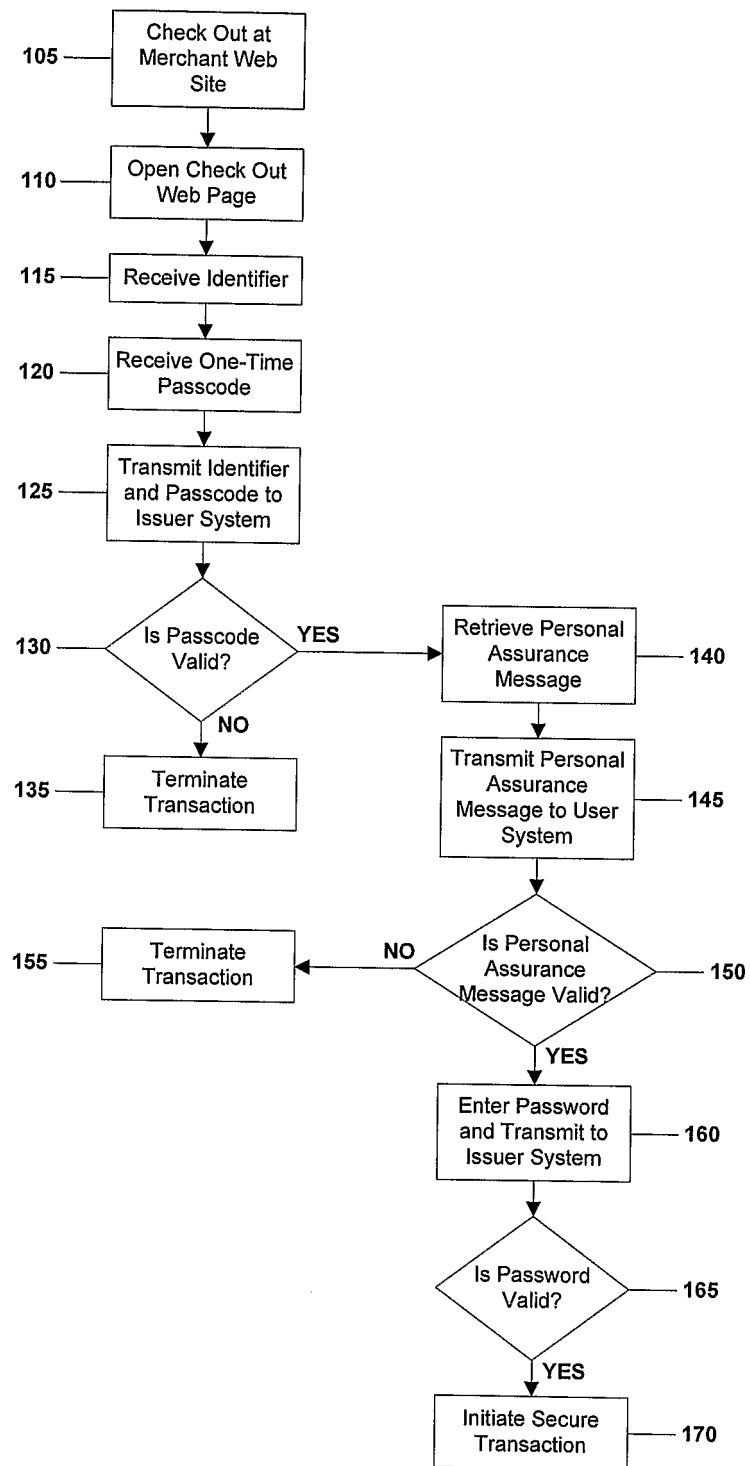 Check Out at
105
Merchant Web
Site
110
Open Check Out
Web Page
115
Receive Identifier
120
Receive One-Time
Passcode
125
Transmit Identifier
and Passcode to
Issuer System
130
Is Passcode
Valid?
YES
NO
Retrieve Personal
Assurance
Message
140
135
Terminate
Transaction
Transmit Personal
Assurance
Message to User
System
145
155
Terminate
Transaction
NO
Is Personal
Assurance
Message Valid?
150
YES
Enter Password
and Transmit to
Issuer System
160
Is Password
Valid?
165
YES
Initiate Secure
Transaction
170